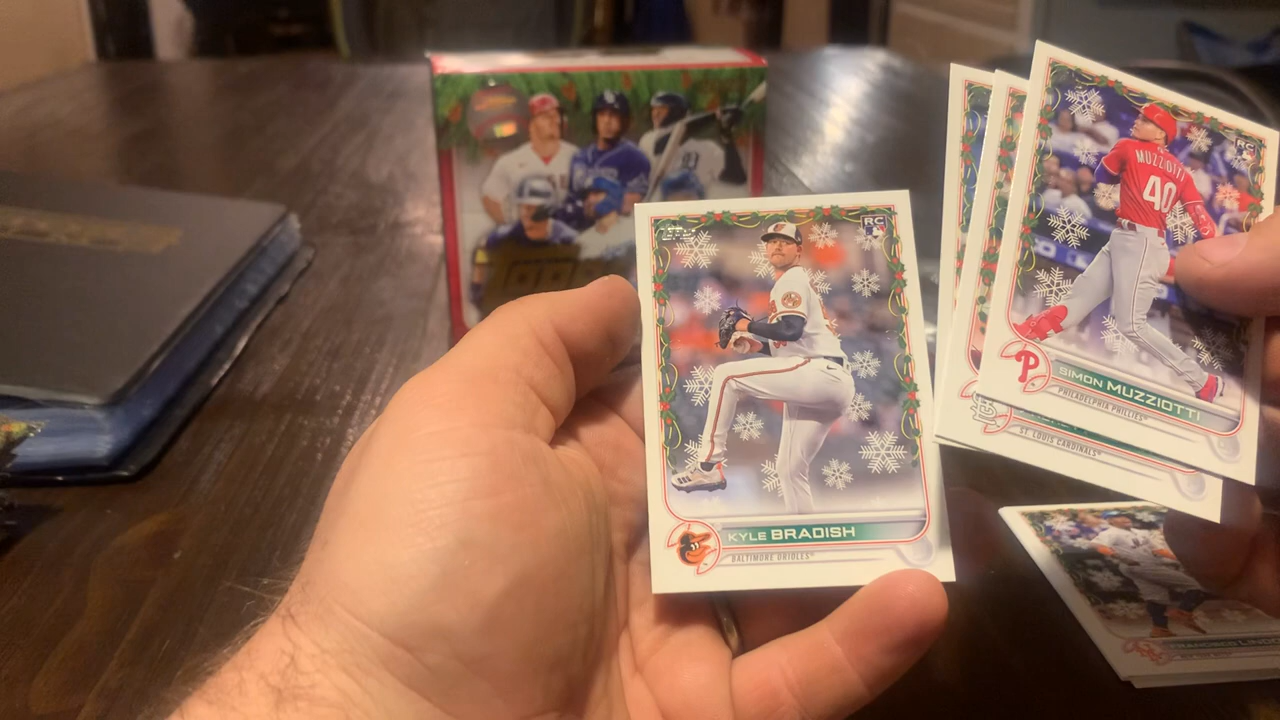 TOPPS
RC
KYLE BRADISH
BALTIMORE ORIOLES
RC
MUZZIOTTI
40
P
SIMON MUZZIOTTI
PHILADELPHIA PHILLIES
ST. LOUIS CARDINALS